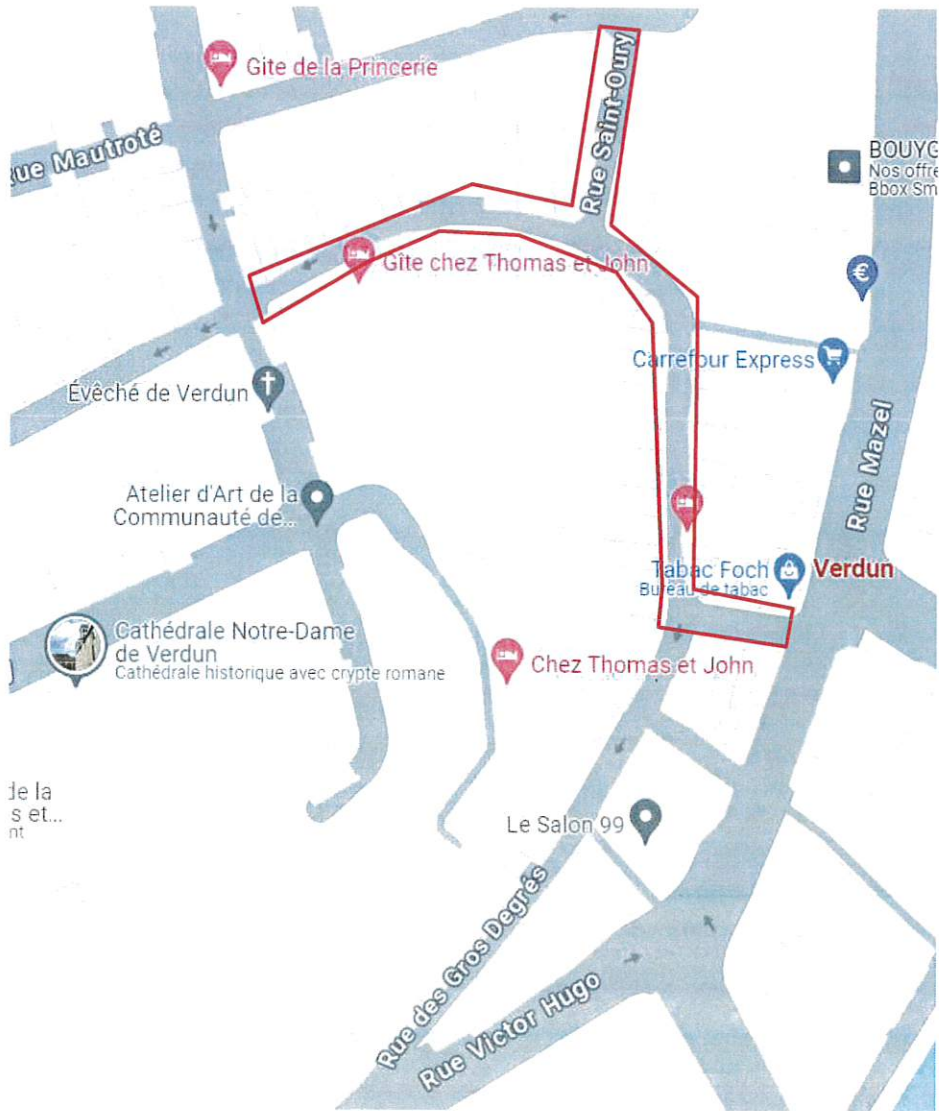 Gite de la Princerie
Rue Saint-Oury
ue Mautroté
BOUYG
Nos offre
Bbox Sm
Gîte chez Thomas et John
€
Carrefour Express
Évêché de Verdun
Rue Mazel
Atelier d'Art de la
Communauté de...
Tabac Foch
Bureau de tabac
Verdun
Cathédrale Notre-Dame
de Verdun
Cathédrale historique avec crypte romane
Chez Thomas et John
de la
s et...
nt
Le Salon 99
Rue des Gros Degrés
Rue Victor Hugo